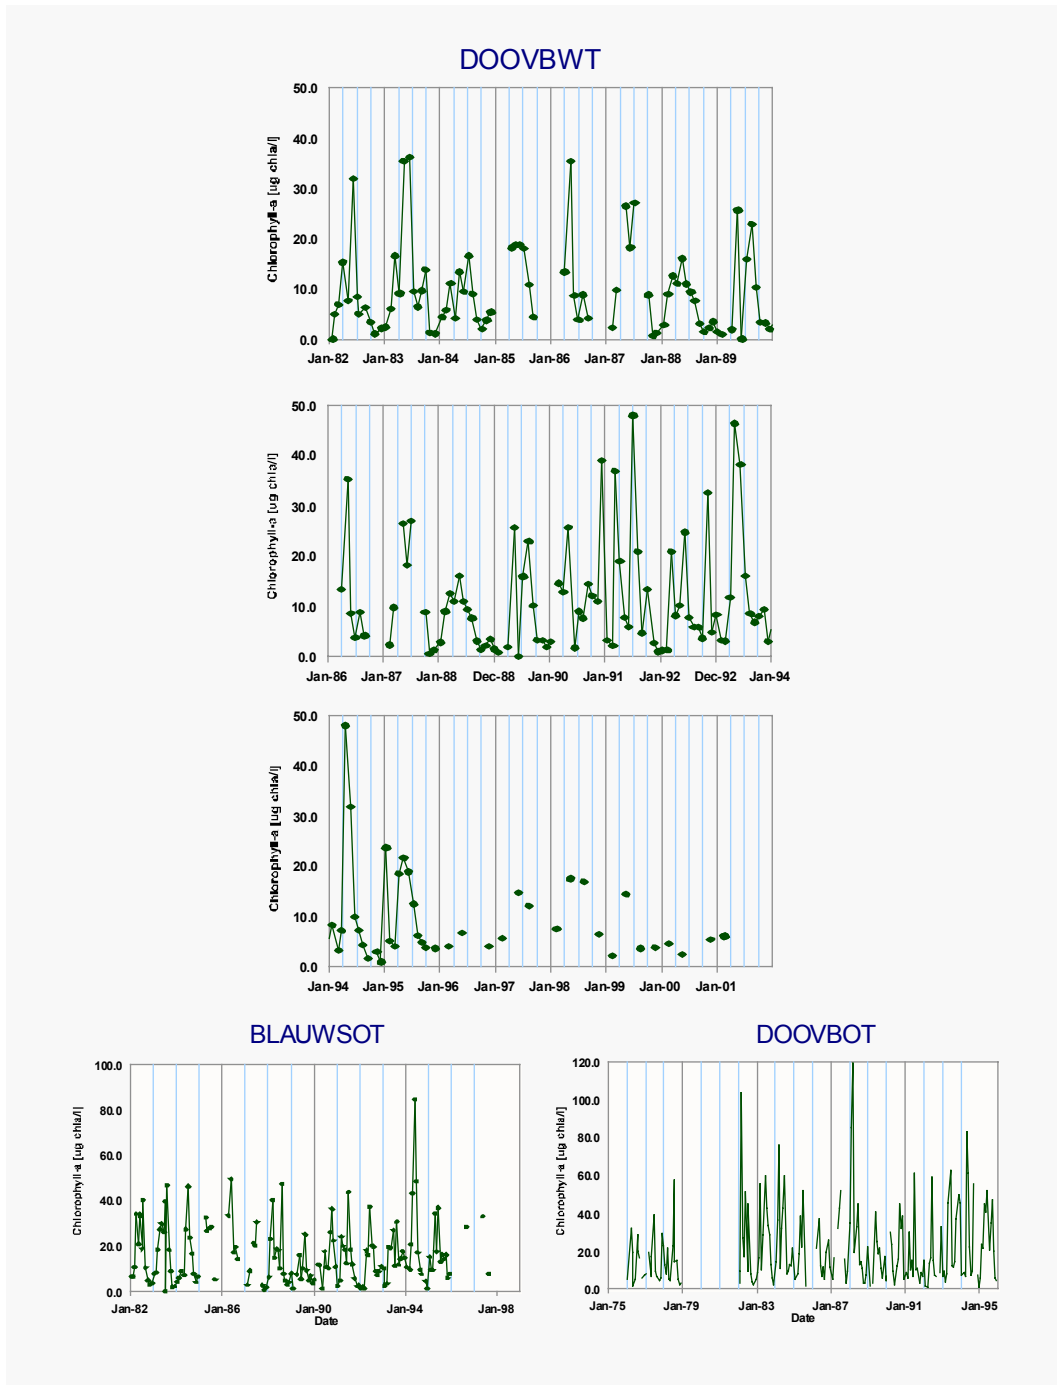 DOOVBWT
Chlorophyll-a [ug chla/l]
50.0
40.0
30.0
20.0
10.0
0.0
Jan-82 Jan-83 Jan-84 Jan-85 Jan-86 Jan-87 Jan-88 Jan-89
Chlorophyll-a [ug chla/l]
50.0
40.0
30.0
20.0
10.0
0.0
Jan-86 Jan-87 Jan-88 Dec-88 Jan-90 Jan-91 Jan-92 Dec-92 Jan-94
Chlorophyll-a [ug chla/l]
50.0
40.0
30.0
20.0
10.0
0.0
Jan-94 Jan-95 Jan-96 Jan-97 Jan-98 Jan-99 Jan-00 Jan-01
BLAUWSOT
Chlorophyll-a [ug chla/l]
100.0
80.0
60.0
40.0
20.0
0.0
Jan-82 Jan-86 Jan-90 Jan-94 Jan-98
Date
DOOVBOT
Chlorophyll-a [ug chla/l]
120.0
100.0
80.0
60.0
40.0
20.0
0.0
Jan-75 Jan-79 Jan-83 Jan-87 Jan-91 Jan-95
Date